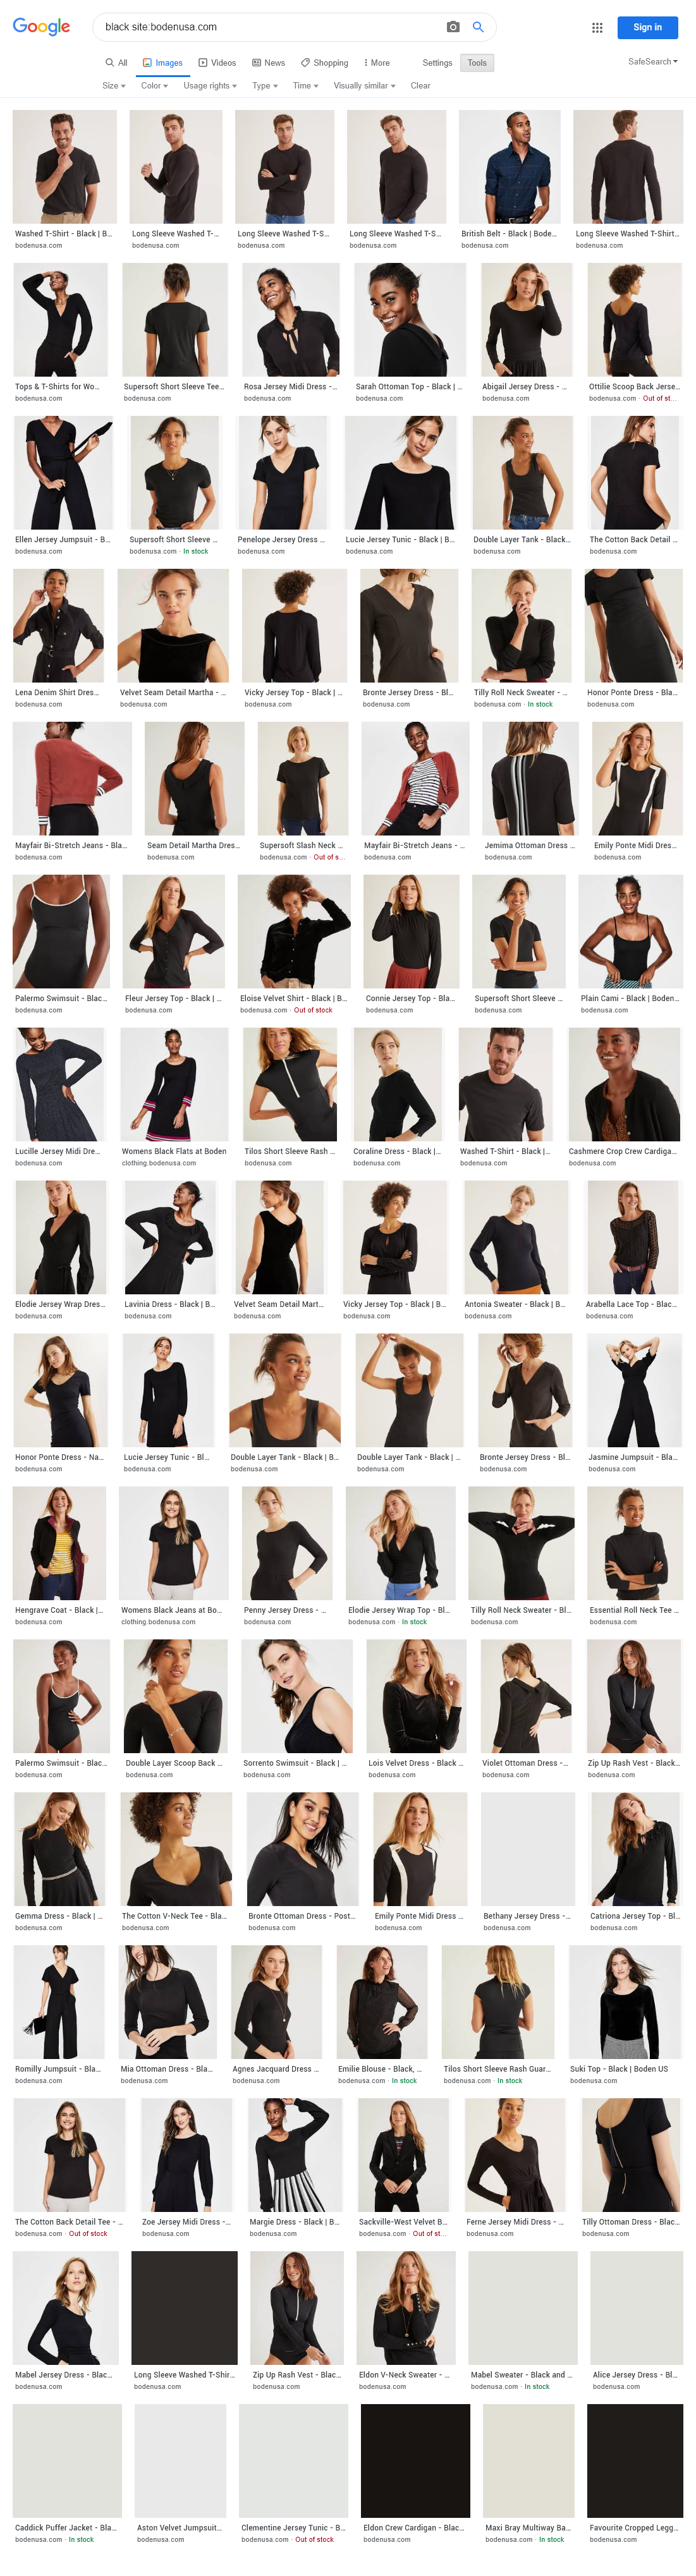 Google
black site:bodenusa.com
Sign in
All Images Videos News Shopping More Settings Tools SafeSearch
Size Color Usage rights Type Time Visually similar Clear
Washed T-Shirt - Black | B... Long Sleeve Washed T-... Long Sleeve Washed T-S... Long Sleeve Washed T-S... British Belt - Black | Bode... Long Sleeve Washed T-Shirt...
bodenusa.com bodenusa.com bodenusa.com bodenusa.com bodenusa.com bodenusa.com
Tops & T-Shirts for Wo... Supersoft Short Sleeve Tee... Rosa Jersey Midi Dress -... Sarah Ottoman Top - Black | ... Abigail Jersey Dress - ... Ottilie Scoop Back Jerse...
bodenusa.com bodenusa.com bodenusa.com bodenusa.com bodenusa.com bodenusa.com · Out of st...
Ellen Jersey Jumpsuit - B... Supersoft Short Sleeve ... Penelope Jersey Dress ... Lucie Jersey Tunic - Black | B... Double Layer Tank - Black... The Cotton Back Detail ...
bodenusa.com bodenusa.com · In stock bodenusa.com bodenusa.com bodenusa.com bodenusa.com
Lena Denim Shirt Dres... Velvet Seam Detail Martha - ... Vicky Jersey Top - Black | ... Bronte Jersey Dress - Bl... Tilly Roll Neck Sweater - ... Honor Ponte Dress - Bla...
bodenusa.com bodenusa.com bodenusa.com bodenusa.com bodenusa.com · In stock bodenusa.com
Mayfair Bi-Stretch Jeans - Bla... Seam Detail Martha Dres... Supersoft Slash Neck ... Mayfair Bi-Stretch Jeans - ... Jemima Ottoman Dress ... Emily Ponte Midi Dres...
bodenusa.com bodenusa.com bodenusa.com · Out of s... bodenusa.com bodenusa.com bodenusa.com
Palermo Swimsuit - Blac... Fleur Jersey Top - Black | ... Eloise Velvet Shirt - Black | B... Connie Jersey Top - Bla... Supersoft Short Sleeve ... Plain Cami - Black | Boden...
bodenusa.com bodenusa.com bodenusa.com · Out of stock bodenusa.com bodenusa.com bodenusa.com
Lucille Jersey Midi Dre... Womens Black Flats at Boden Tilos Short Sleeve Rash ... Coraline Dress - Black |... Washed T-Shirt - Black |... Cashmere Crop Crew Cardiga...
bodenusa.com clothing.bodenusa.com bodenusa.com bodenusa.com bodenusa.com bodenusa.com
Elodie Jersey Wrap Dres... Lavinia Dress - Black | B... Velvet Seam Detail Mart... Vicky Jersey Top - Black | B... Antonia Sweater - Black | B... Arabella Lace Top - Blac...
bodenusa.com bodenusa.com bodenusa.com bodenusa.com bodenusa.com bodenusa.com
Honor Ponte Dress - Na... Lucie Jersey Tunic - Bl... Double Layer Tank - Black | B... Double Layer Tank - Black | ... Bronte Jersey Dress - Bl... Jasmine Jumpsuit - Bla...
bodenusa.com bodenusa.com bodenusa.com bodenusa.com bodenusa.com bodenusa.com
Hengrave Coat - Black |... Womens Black Jeans at Bo... Penny Jersey Dress - ... Elodie Jersey Wrap Top - Bl... Tilly Roll Neck Sweater - Bl... Essential Roll Neck Tee ...
bodenusa.com clothing.bodenusa.com bodenusa.com bodenusa.com · In stock bodenusa.com bodenusa.com
Palermo Swimsuit - Blac... Double Layer Scoop Back ... Sorrento Swimsuit - Black | ... Lois Velvet Dress - Black ... Violet Ottoman Dress -... Zip Up Rash Vest - Black...
bodenusa.com bodenusa.com bodenusa.com bodenusa.com bodenusa.com bodenusa.com
Gemma Dress - Black | ... The Cotton V-Neck Tee - Bla... Bronte Ottoman Dress - Post... Emily Ponte Midi Dress ... Bethany Jersey Dress -... Catriona Jersey Top - Bl...
bodenusa.com bodenusa.com bodenusa.com bodenusa.com bodenusa.com bodenusa.com
Romilly Jumpsuit - Bla... Mia Ottoman Dress - Bla... Agnes Jacquard Dress ... Emilie Blouse - Black, ... Tilos Short Sleeve Rash Guar... Suki Top - Black | Boden US
bodenusa.com bodenusa.com bodenusa.com bodenusa.com · In stock bodenusa.com · In stock bodenusa.com
The Cotton Back Detail Tee - ... Zoe Jersey Midi Dress -... Margie Dress - Black | B... Sackville-West Velvet B... Ferne Jersey Midi Dress - ... Tilly Ottoman Dress - Blac...
bodenusa.com · Out of stock bodenusa.com bodenusa.com bodenusa.com · Out of st... bodenusa.com bodenusa.com
Mabel Jersey Dress - Blac... Long Sleeve Washed T-Shir... Zip Up Rash Vest - Blac... Eldon V-Neck Sweater - ... Mabel Sweater - Black and ... Alice Jersey Dress - Bl...
bodenusa.com bodenusa.com bodenusa.com bodenusa.com bodenusa.com · In stock bodenusa.com
Caddick Puffer Jacket - Bla... Aston Velvet Jumpsuit... Clementine Jersey Tunic - B... Eldon Crew Cardigan - Blac... Maxi Bray Multiway Ba... Favourite Cropped Legg...
bodenusa.com · In stock bodenusa.com bodenusa.com · Out of stock bodenusa.com bodenusa.com · In stock bodenusa.com